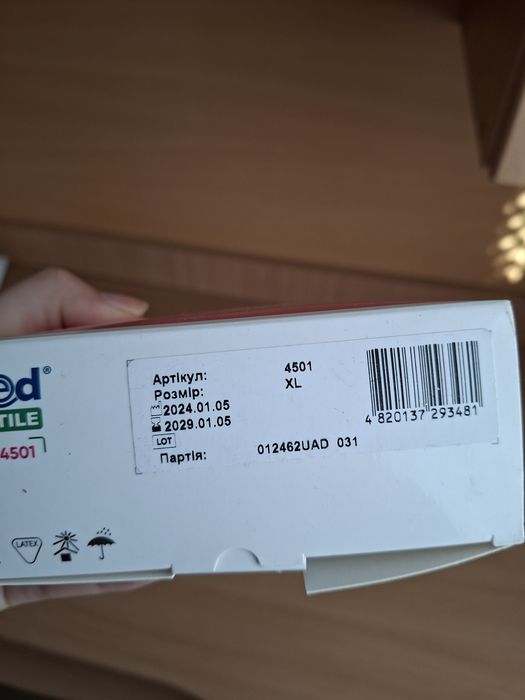 ed®
TILE
4501
Артікул: 4501
Розмір: XL
2024.01.05
2029.01.05
LOT
Партія: 012462UAD 031
4 820137 293481
LATEX